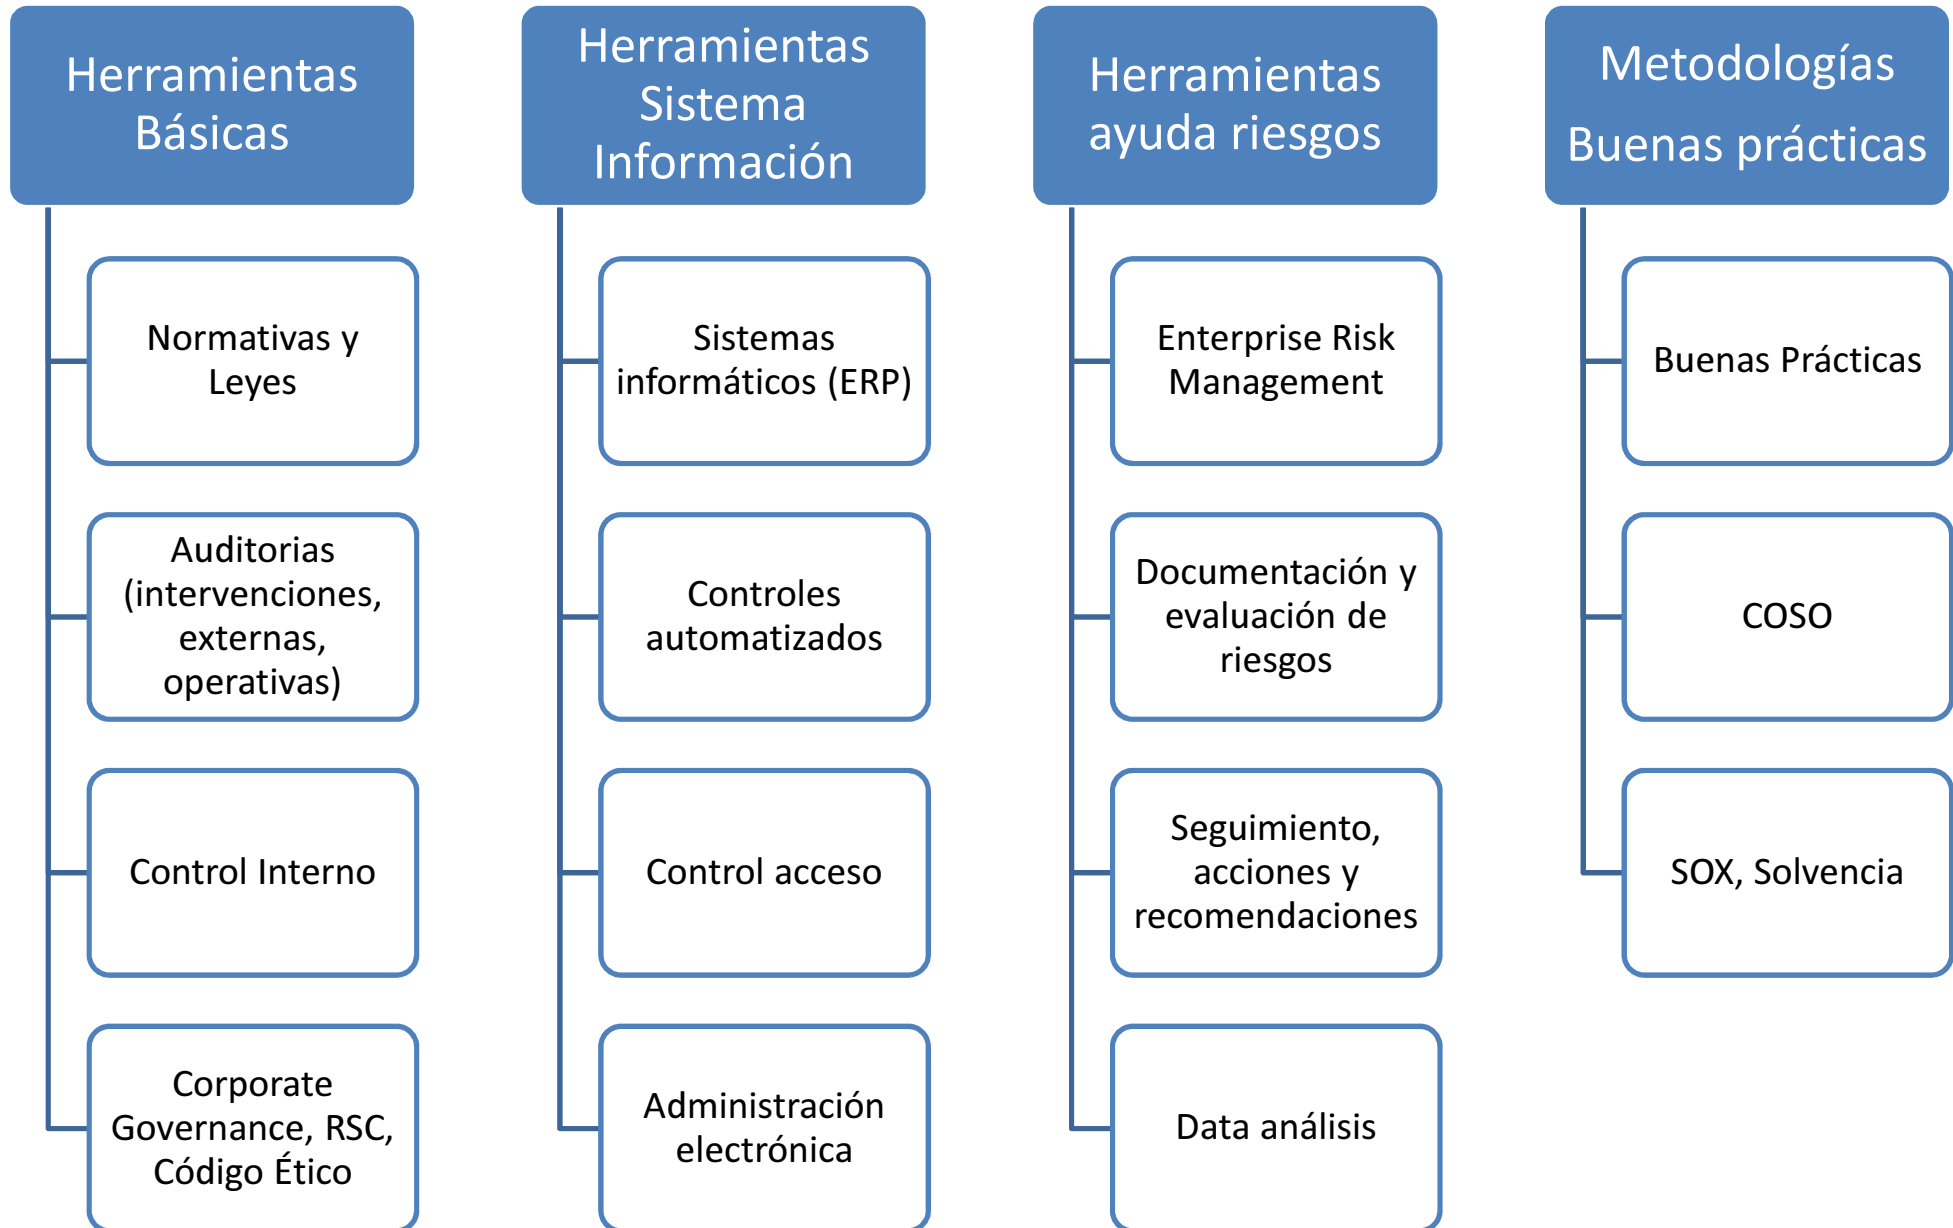 Herramientas
Básicas
Normativas y
Leyes
Auditorias
(intervenciones,
externas,
operativas)
Control Interno
Corporate
Governance, RSC,
Código Ético
Herramientas
Sistema
Información
Sistemas
informáticos (ERP)
Controles
automatizados
Control acceso
Administración
electrónica
Herramientas
ayuda riesgos
Enterprise Risk
Management
Documentación y
evaluación de
riesgos
Seguimiento,
acciones y
recomendaciones
Data análisis
Metodologías
Buenas prácticas
Buenas Prácticas
COSO
SOX, Solvencia